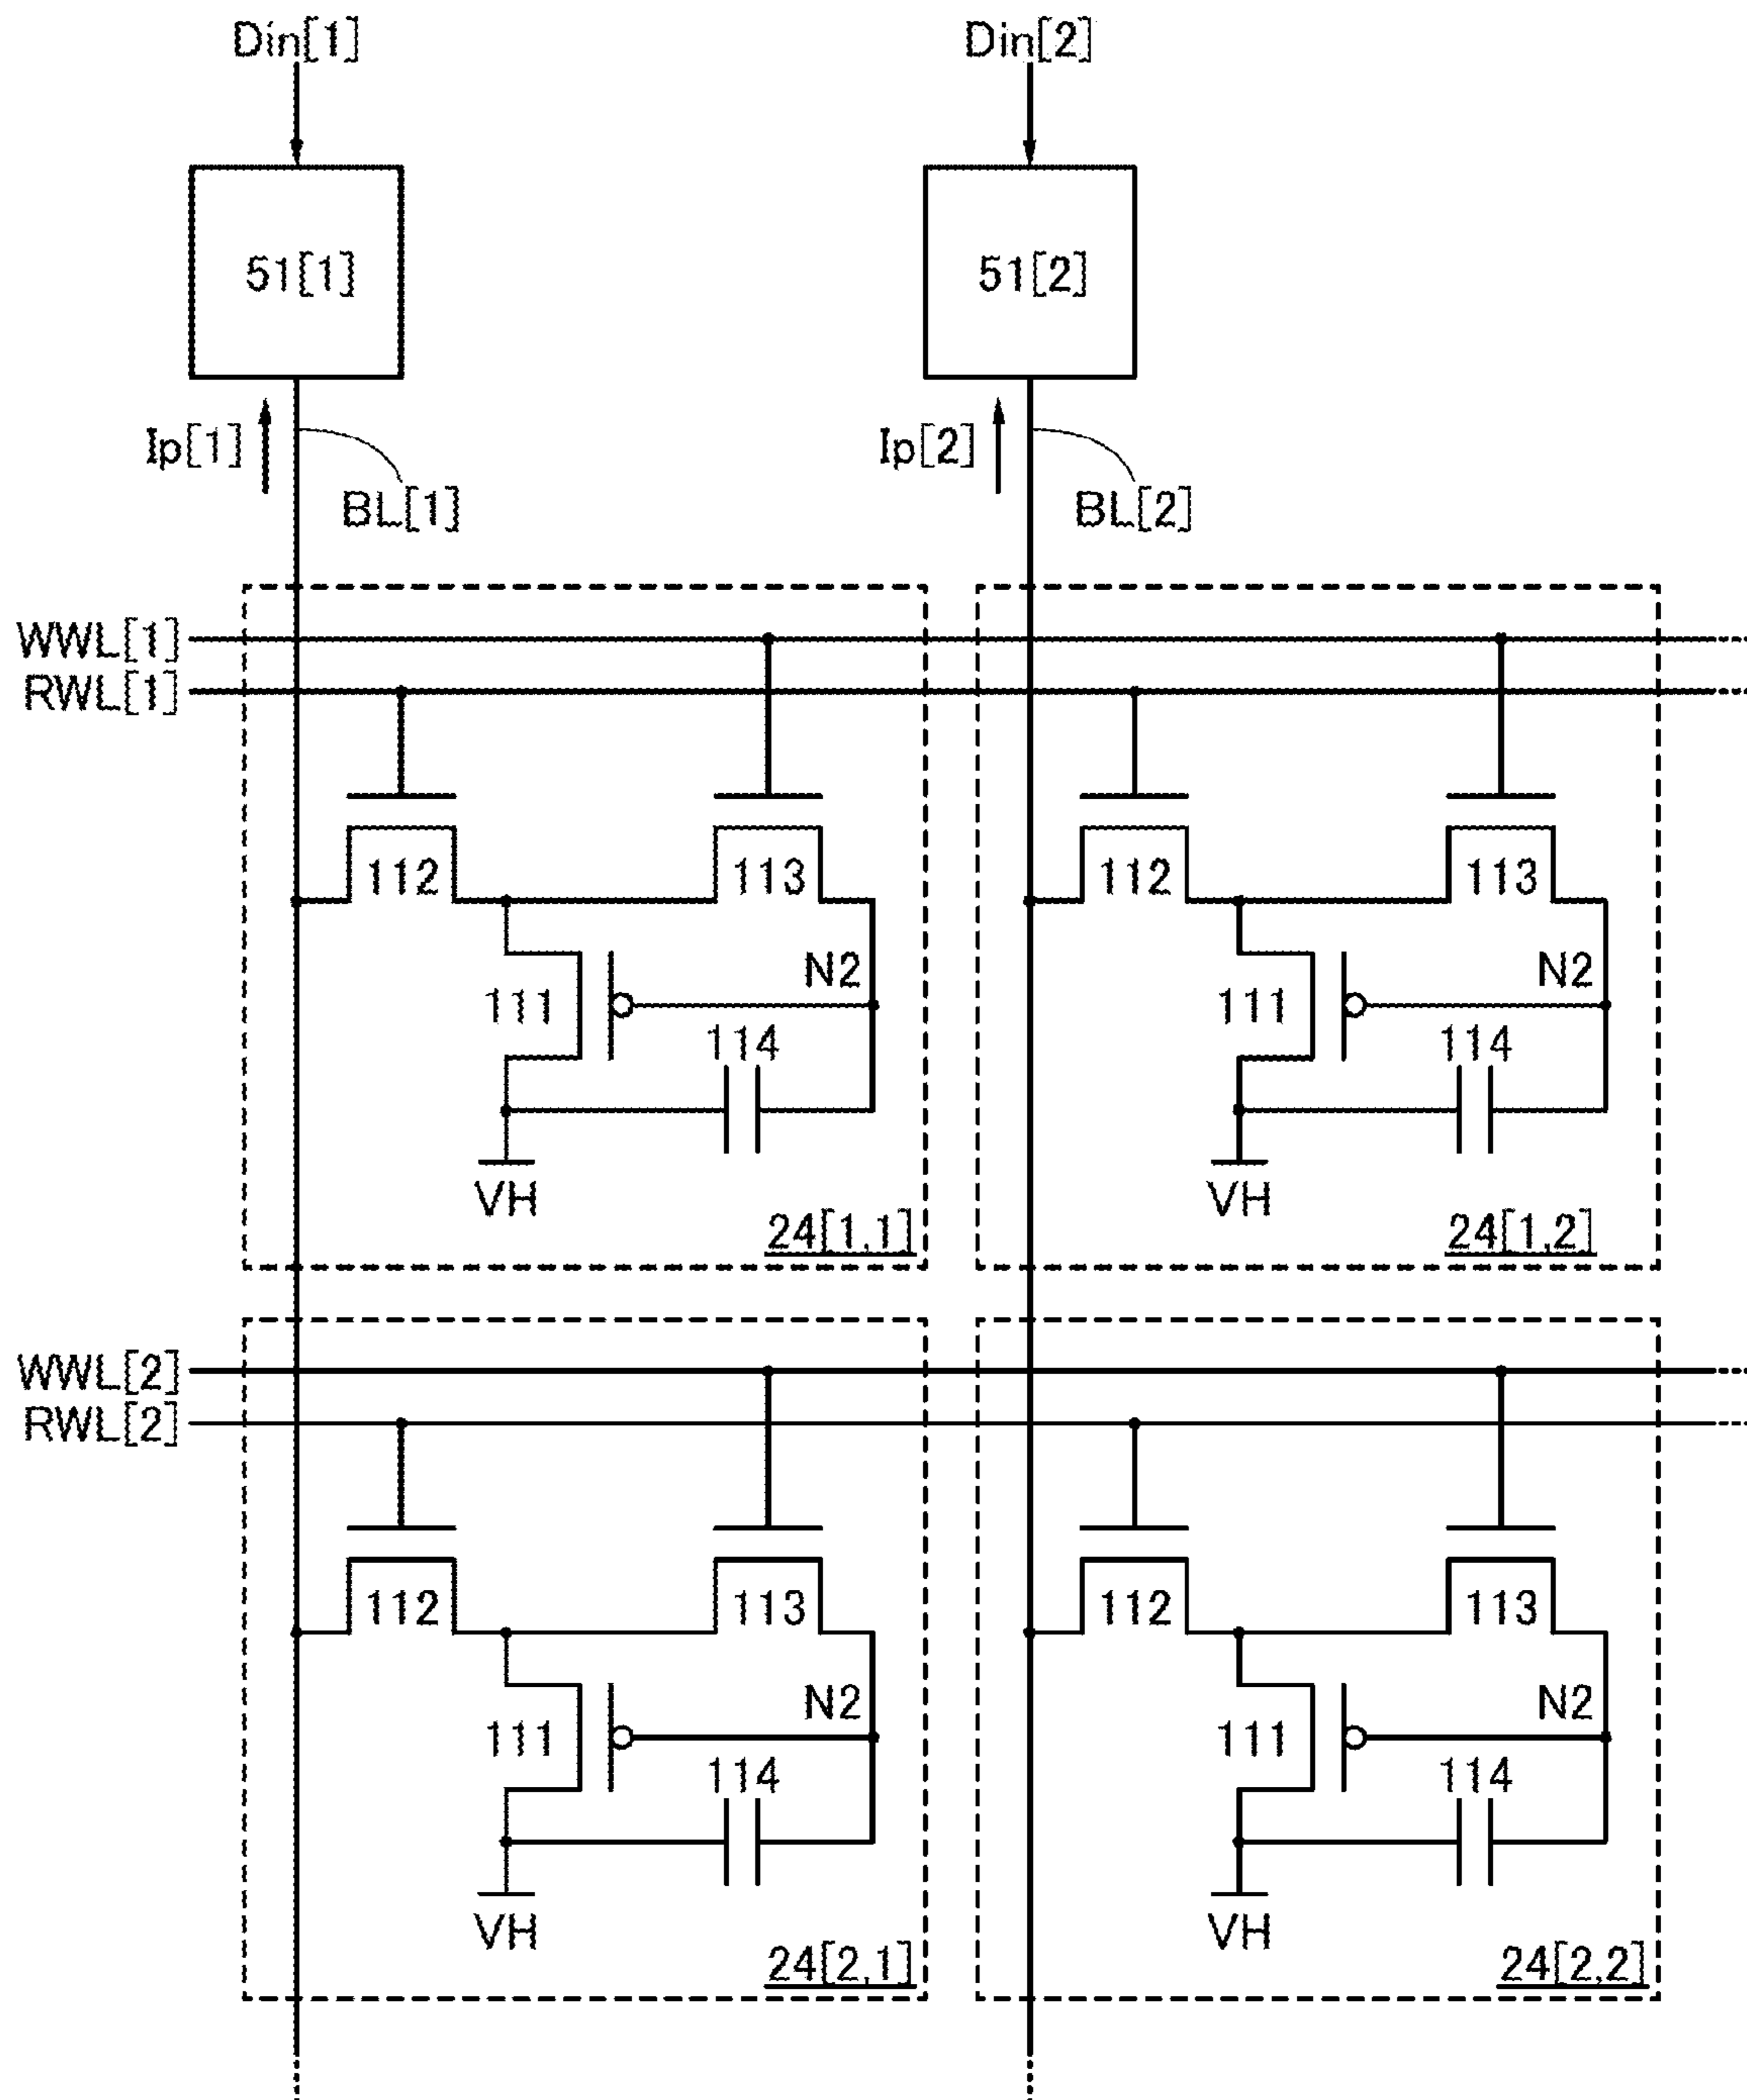 Din[1] Din[2]
51[1] 51[2]
Ip[1] Ip[2]
BL[1] BL[2]
WWL[1]
RWL[1]
112 113 112 113
N2 N2
111 111
114 114
VH VH
24[1,1] 24[1,2]
WWL[2]
RWL[2]
112 113 112 113
N2 N2
111 111
114 114
VH VH
24[2,1] 24[2,2]